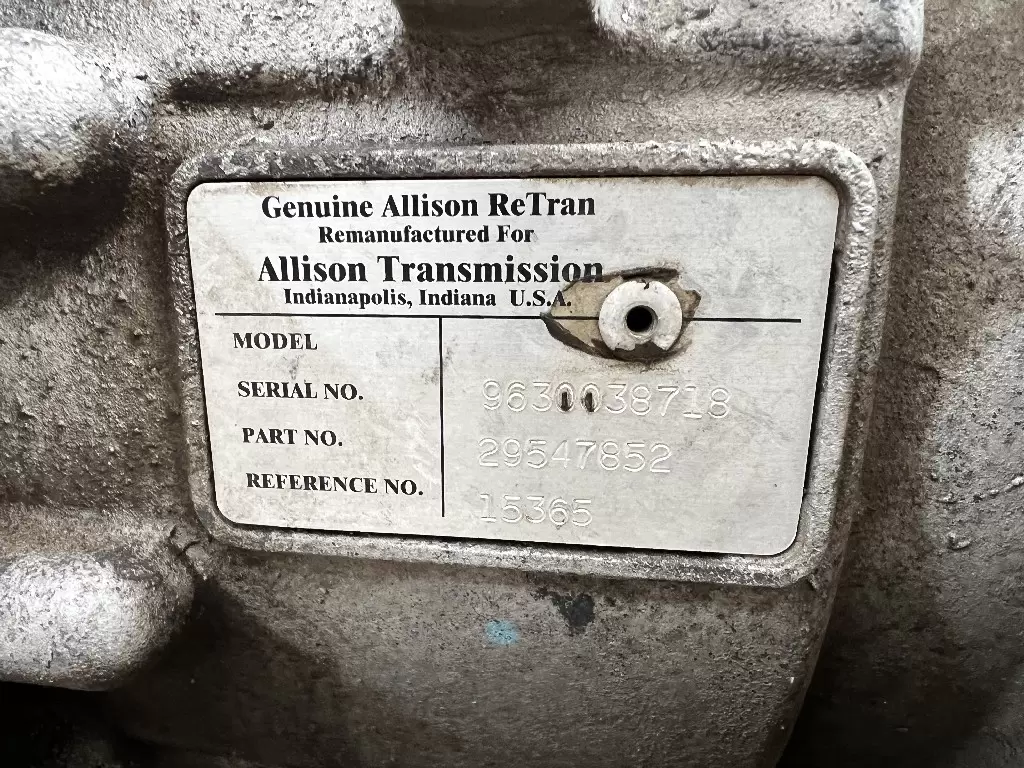 Genuine Allison ReTran
Remanufactured For
Allison Transmission
Indianapolis, Indiana U.S.A.
MODEL
SERIAL NO. 9630038718
PART NO. 29547852
REFERENCE NO. 15365